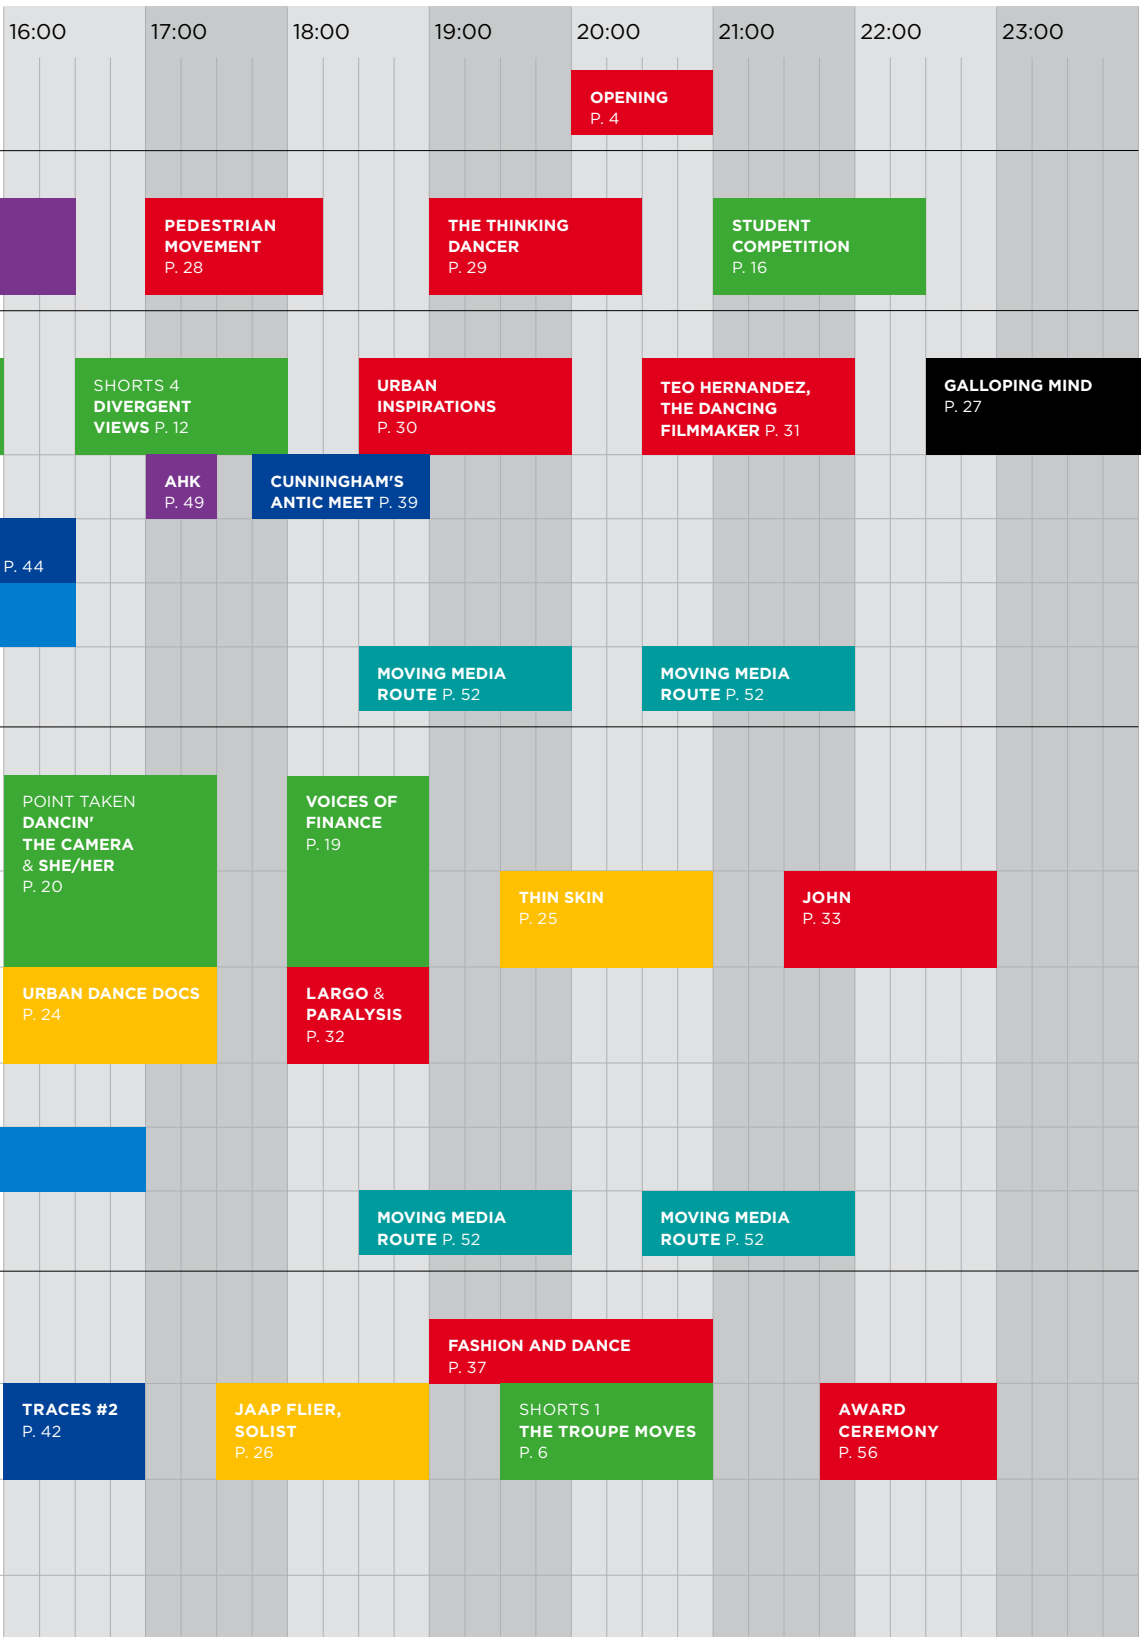 16:00 17:00 18:00 19:00 20:00 21:00 22:00 23:00
OPENING
P. 4
PEDESTRIAN
MOVEMENT
P. 28
THE THINKING
DANCER
P. 29
STUDENT
COMPETITION
P. 16
SHORTS 4
DIVERGENT
VIEWS P. 12
URBAN
INSPIRATIONS
P. 30
TEO HERNANDEZ,
THE DANCING
FILMMAKER P. 31
GALLOPING MIND
P. 27
AHK
P. 49
CUNNINGHAM'S
ANTIC MEET P. 39
P. 44
MOVING MEDIA
ROUTE P. 52
MOVING MEDIA
ROUTE P. 52
POINT TAKEN
DANCIN'
THE CAMERA
& SHE/HER
P. 20
VOICES OF
FINANCE
P. 19
THIN SKIN
P. 25
JOHN
P. 33
URBAN DANCE DOCS
P. 24
LARGO &
PARALYSIS
P. 32
MOVING MEDIA
ROUTE P. 52
MOVING MEDIA
ROUTE P. 52
FASHION AND DANCE
P. 37
TRACES #2
P. 42
JAAP FLIER,
SOLIST
P. 26
SHORTS 1
THE TROUPE MOVES
P. 6
AWARD
CEREMONY
P. 56